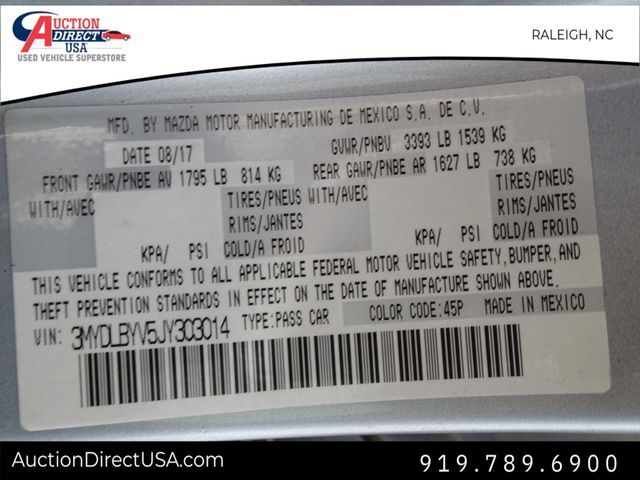 AUCTION
DIRECT
USA
USED VEHICLE SUPERSTORE
RALEIGH, NC
MFD. BY MAZDA MOTOR MANUFACTURING DE MEXICO S.A. DE C.V.
DATE 08/17 GVWR/PNBV 3393 LB 1539 KG
FRONT GAWR/PNBE AV 1795 LB 814 KG REAR GAWR/PNBE AR 1627 LB 738 KG
WITH/AVEC TIRES/PNEUS WITH/AVEC TIRES/PNEUS
RIMS/JANTES RIMS/JANTES
KPA/ PSI COLD/A FROID KPA/ PSI COLD/A FROID
THIS VEHICLE CONFORMS TO ALL APPLICABLE FEDERAL MOTOR VEHICLE SAFETY, BUMPER, AND
THEFT PREVENTION STANDARDS IN EFFECT ON THE DATE OF MANUFACTURE SHOWN ABOVE.
VIN: 3MYDLBYV5JY303014 TYPE:PASS CAR COLOR CODE:45P MADE IN MEXICO
AuctionDirectUSA.com 919.789.6900